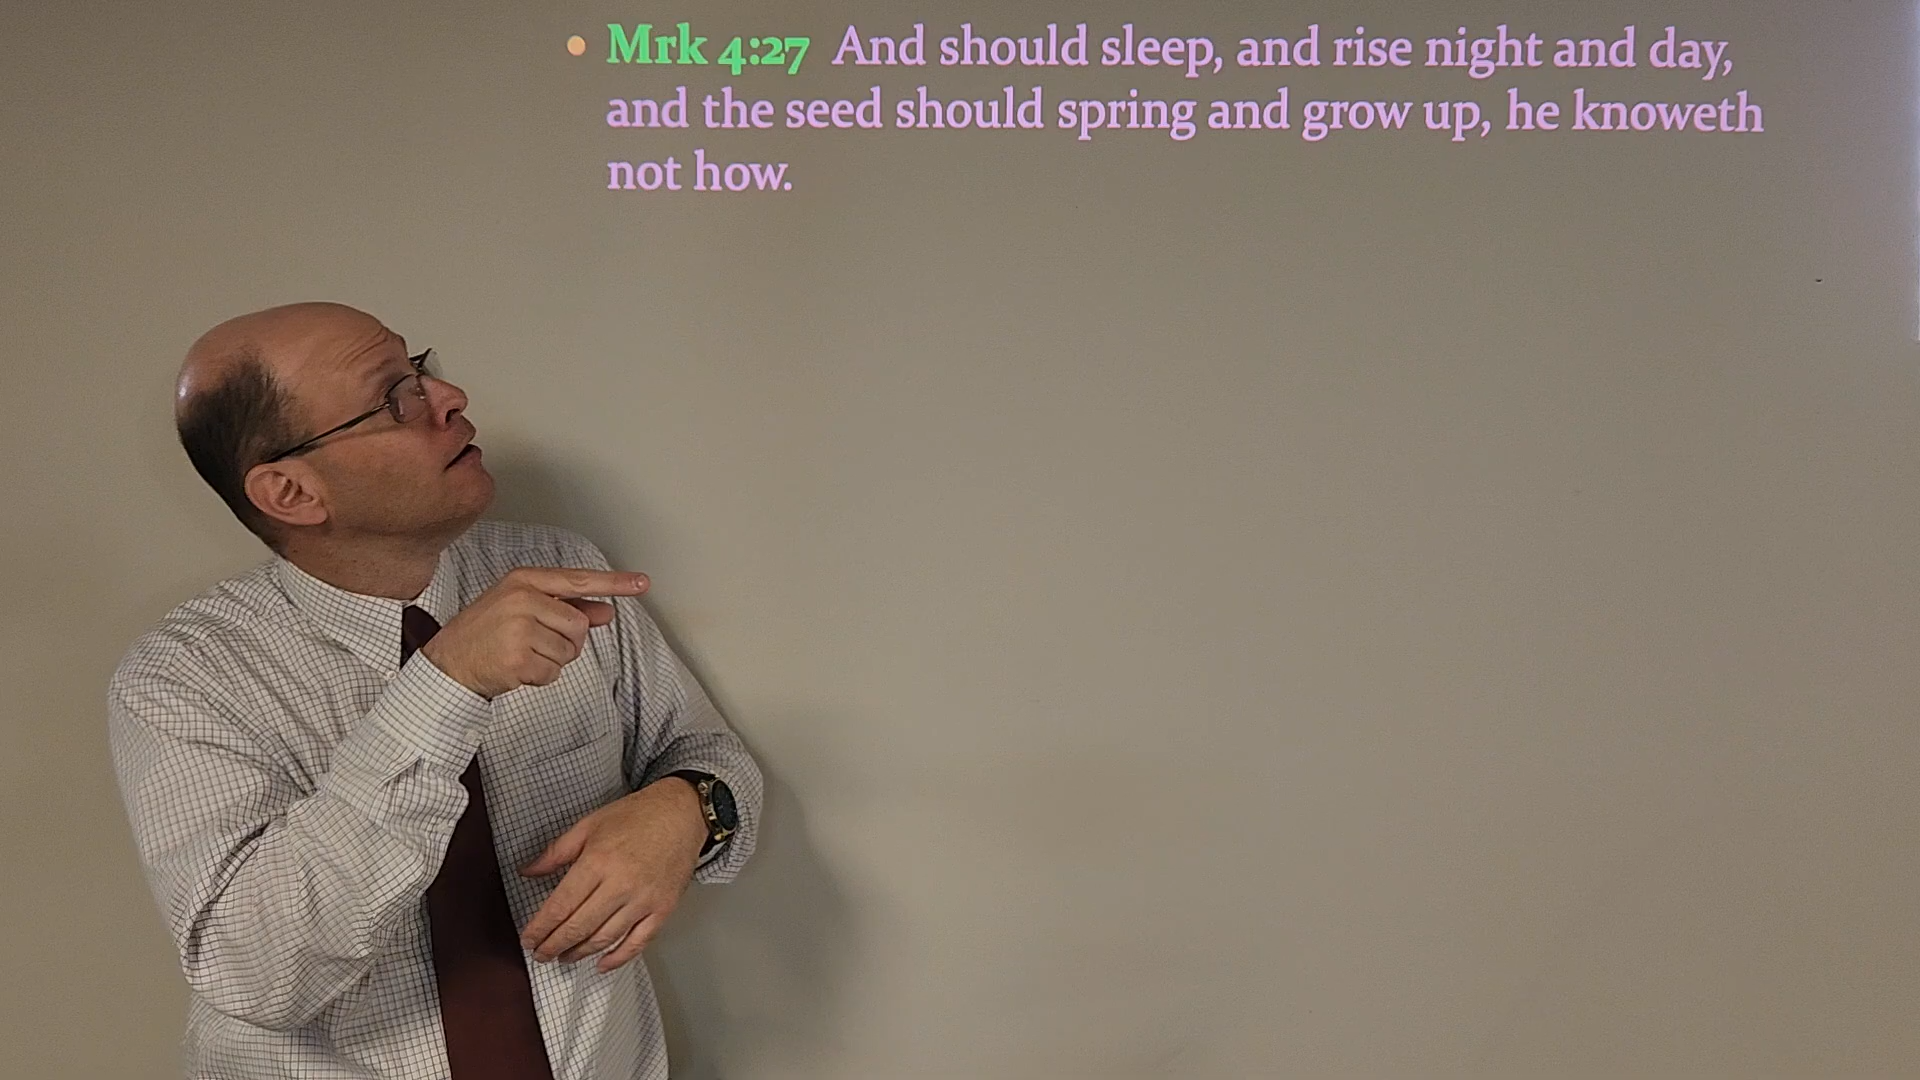 • Mrk 4:27 And should sleep, and rise night and day,
and the seed should spring and grow up, he knoweth
not how.